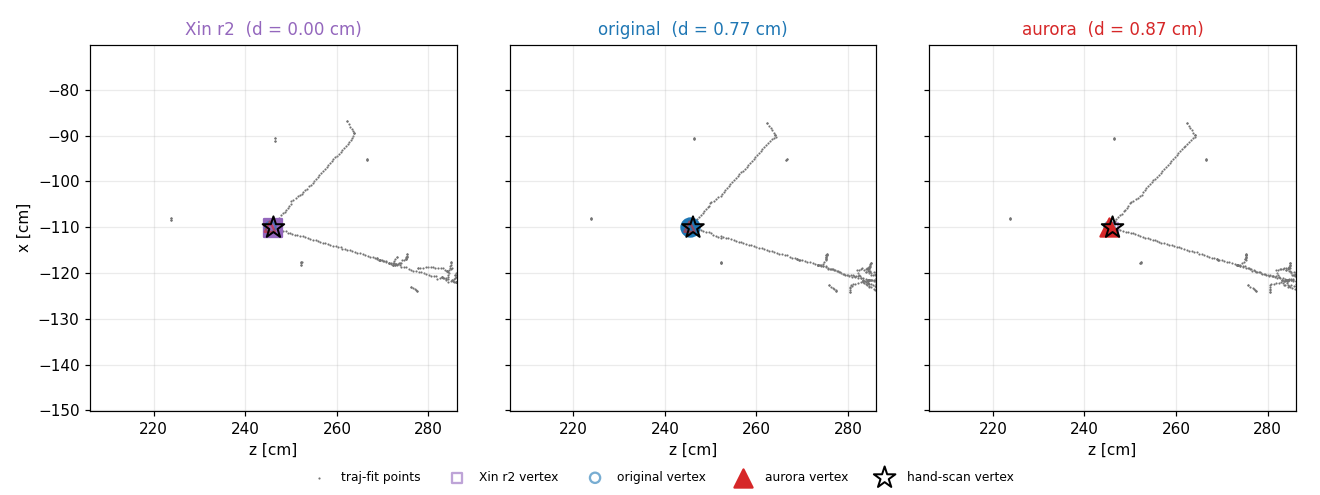 Xin r2  (d = 0.00 cm)
original  (d = 0.77 cm)
aurora  (d = 0.87 cm)
x [cm]
−80
−90
−100
−110
−120
−130
−140
−150
220 240 260 280
220 240 260 280
220 240 260 280
z [cm]
z [cm]
z [cm]
traj-fit points
Xin r2 vertex
original vertex
aurora vertex
hand-scan vertex